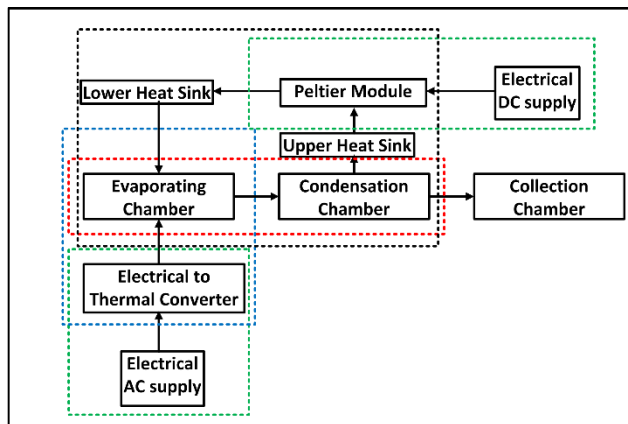 Lower Heat Sink
Peltier Module
Electrical
DC supply
Upper Heat Sink
Evaporating
Chamber
Condensation
Chamber
Collection
Chamber
Electrical to
Thermal Converter
Electrical
AC supply